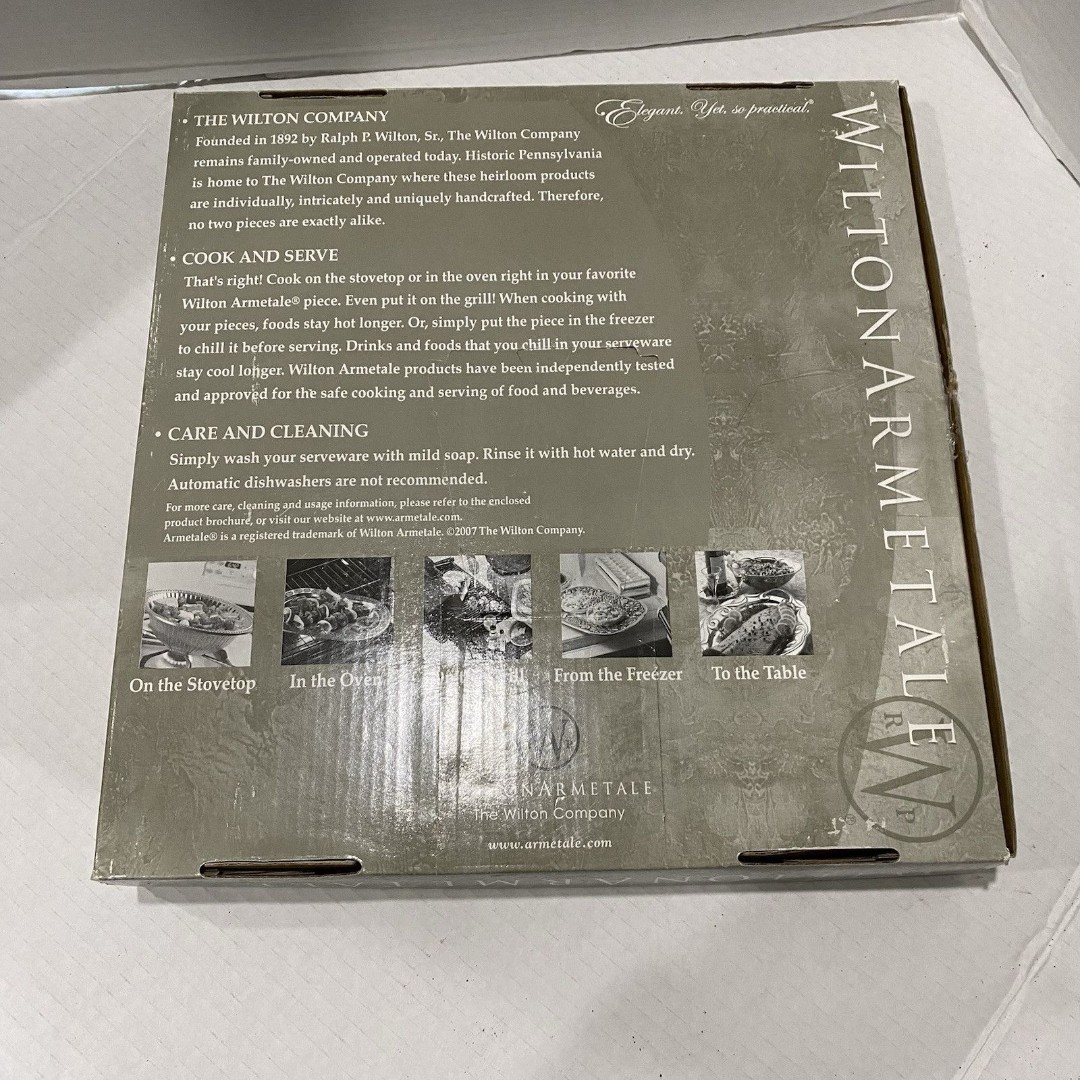 • THE WILTON COMPANY
Founded in 1892 by Ralph P. Wilton, Sr., The Wilton Company
remains family-owned and operated today. Historic Pennsylvania
is home to The Wilton Company where these heirloom products
are individually, intricately and uniquely handcrafted. Therefore,
no two pieces are exactly alike.
Elegant. Yet, so practical.®
• COOK AND SERVE
That's right! Cook on the stovetop or in the oven right in your favorite
Wilton Armetale® piece. Even put it on the grill! When cooking with
your pieces, foods stay hot longer. Or, simply put the piece in the freezer
to chill it before serving. Drinks and foods that you chill in your serveware
stay cool longer. Wilton Armetale products have been independently tested
and approved for the safe cooking and serving of food and beverages.
• CARE AND CLEANING
Simply wash your serveware with mild soap. Rinse it with hot water and dry.
Automatic dishwashers are not recommended.
For more care, cleaning and usage information, please refer to the enclosed
product brochure, or visit our website at www.armetale.com.
Armetale® is a registered trademark of Wilton Armetale. ©2007 The Wilton Company.
On the Stovetop
In the Oven
From the Freezer
To the Table
WILTON ARMETALE
R W P
ONARMETALE
The Wilton Company
www.armetale.com